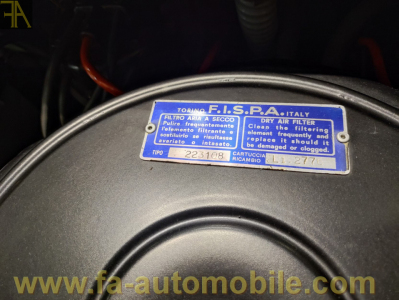 FA
TORINO F.I.S.P.A. ITALY
FILTRO ARIA A SECCO
Pulire frequentemente
l'elemento filtrante e
sostituirlo se risultasse
avariato o intasato.
DRY AIR FILTER
Clean the filtering
element frequently and
replace it should it
be damaged or clogged.
TIPO CARTUCCIA RICAMBIO
www.fa-automobile.com